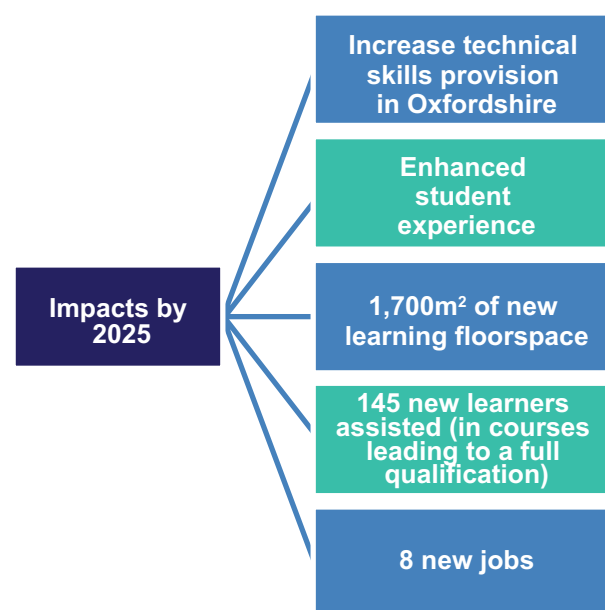 Increase technical
skills provision
in Oxfordshire
Enhanced
student
experience
Impacts by
2025
1,700m² of new
learning floorspace
145 new learners
assisted (in courses
leading to a full
qualification)
8 new jobs